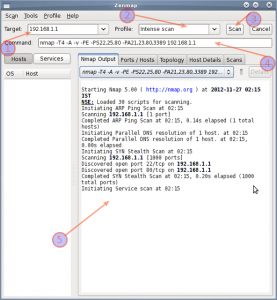 Zenmap
Scan Tools Profile Help
Target: 192.168.1.1 Profile: Intense scan Scan Cancel
Command: nmap -T4 -A -v -PE -PS22,25,80 -PA21,23,80,3389 192.168.1.1
Hosts Services
Nmap Output Ports / Hosts Topology Host Details Scans
OS Host
nmap -T4 -A -v -PE -PS22,25,80 -PA21,23,80,3389 Details
Starting Nmap 5.00 ( http://nmap.org ) at 2012-11-27 02:15
IST
NSE: Loaded 30 scripts for scanning.
Initiating ARP Ping Scan at 02:15
Scanning 192.168.1.1 [1 port]
Completed ARP Ping Scan at 02:15, 0.14s elapsed (1 total
hosts)
Initiating Parallel DNS resolution of 1 host. at 02:15
Completed Parallel DNS resolution of 1 host. at 02:15,
0.00s elapsed
Initiating SYN Stealth Scan at 02:15
Scanning 192.168.1.1 [1000 ports]
Discovered open port 22/tcp on 192.168.1.1
Discovered open port 80/tcp on 192.168.1.1
Completed SYN Stealth Scan at 02:15, 0.20s elapsed (1000
total ports)
Initiating Service scan at 02:15
1
2
3
4
5